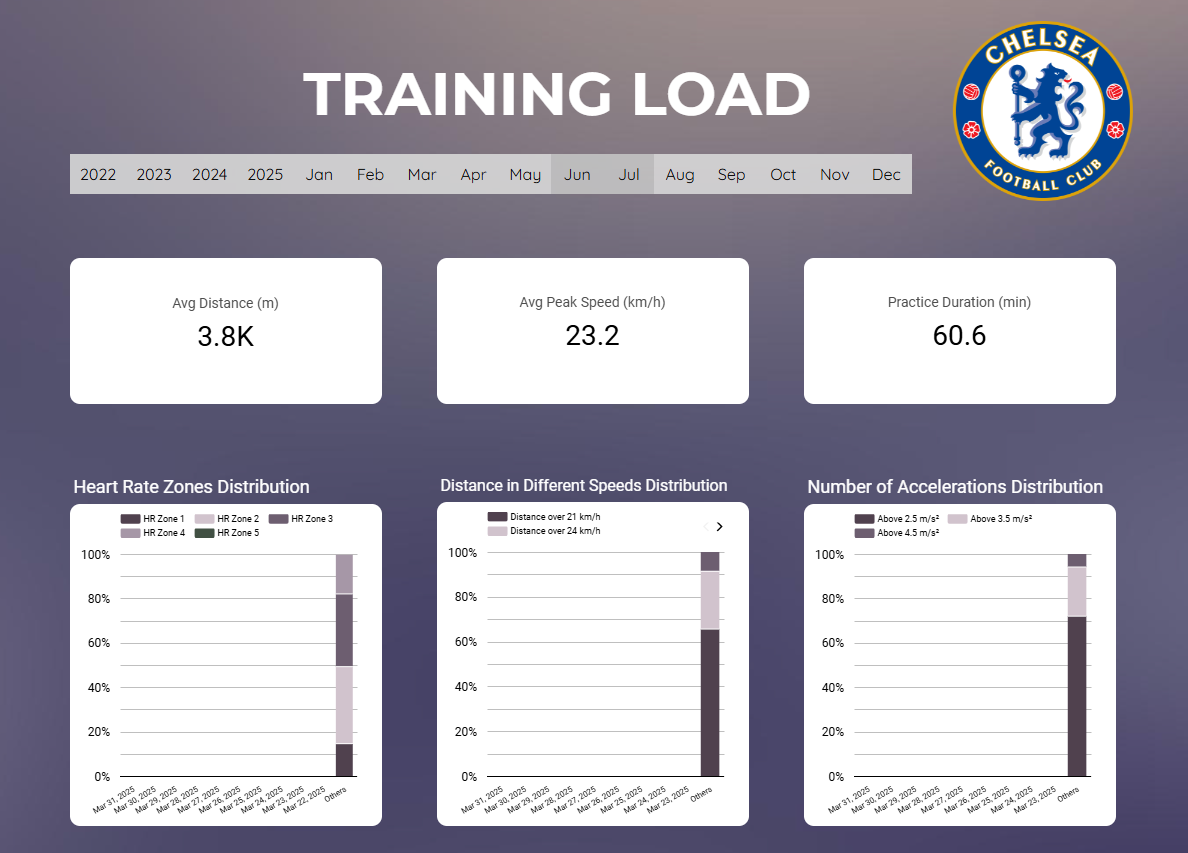 CHELSEA
FOOTBALL CLUB
TRAINING LOAD
2022 2023 2024 2025 Jan Feb Mar Apr May Jun Jul Aug Sep Oct Nov Dec
Avg Distance (m)
3.8K
Avg Peak Speed (km/h)
23.2
Practice Duration (min)
60.6
Heart Rate Zones Distribution
HR Zone 1 HR Zone 2 HR Zone 3
HR Zone 4 HR Zone 5
100%
80%
60%
40%
20%
0%
Mar 31, 2025 Mar 30, 2025 Mar 29, 2025 Mar 28, 2025 Mar 27, 2025 Mar 26, 2025 Mar 25, 2025 Mar 24, 2025 Mar 23, 2025 Mar 22, 2025 Others
Distance in Different Speeds Distribution
Distance over 21 km/h
Distance over 24 km/h
100%
80%
60%
40%
20%
0%
Mar 31, 2025 Mar 30, 2025 Mar 29, 2025 Mar 28, 2025 Mar 27, 2025 Mar 26, 2025 Mar 25, 2025 Mar 24, 2025 Mar 23, 2025 Others
Number of Accelerations Distribution
Above 2.5 m/s² Above 3.5 m/s²
Above 4.5 m/s²
100%
80%
60%
40%
20%
0%
Mar 31, 2025 Mar 30, 2025 Mar 29, 2025 Mar 28, 2025 Mar 27, 2025 Mar 26, 2025 Mar 25, 2025 Mar 24, 2025 Mar 23, 2025 Others